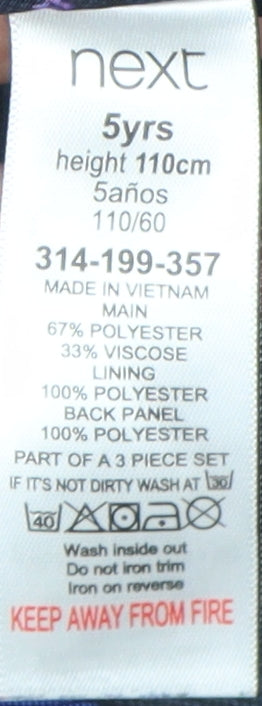 next
5yrs
height 110cm
5años
110/60
314-199-357
MADE IN VIETNAM
MAIN
67% POLYESTER
33% VISCOSE
LINING
100% POLYESTER
BACK PANEL
100% POLYESTER
PART OF A 3 PIECE SET
IF IT'S NOT DIRTY WASH AT 30
40
Wash inside out
Do not iron trim
Iron on reverse
KEEP AWAY FROM FIRE